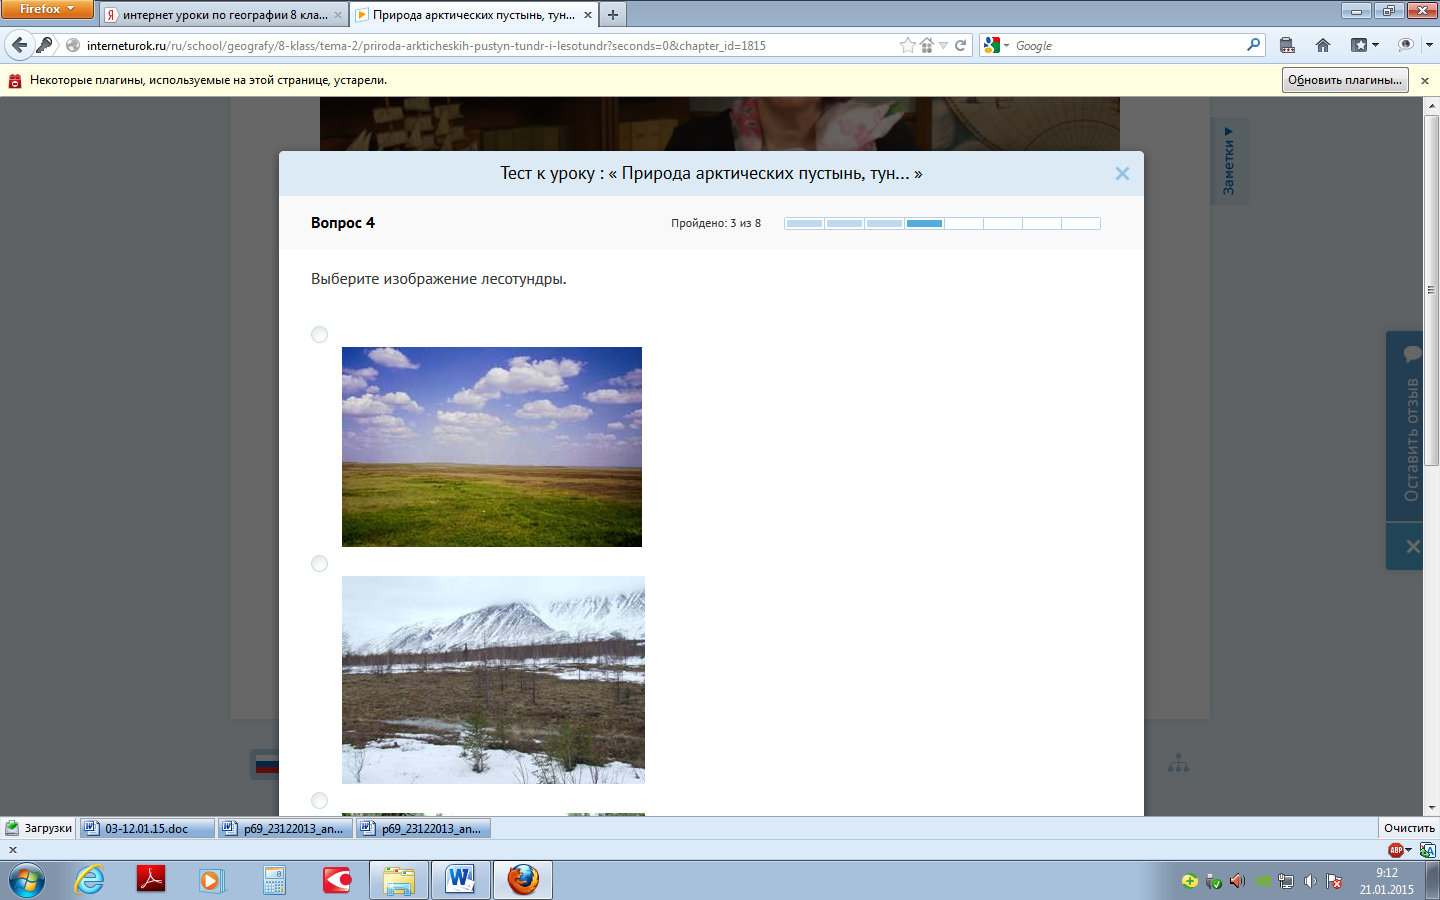 Firefox
интернет уроки по географии 8 кла...
Природа арктических пустынь, тун...
interneturok.ru/ru/school/geografy/8-klass/tema-2/priroda-arkticheskih-pustyn-tundr-i-lesotundr?seconds=0&chapter_id=1815
Google
Некоторые плагины, используемые на этой странице, устарели.
Обновить плагины...
Заметки
Тест к уроку : « Природа арктических пустынь, тун... »
Вопрос 4
Пройдено: 3 из 8
Выберите изображение лесотундры.
Оставить отзыв
Загрузки
03-12.01.15.doc
p69_23122013_an...
p69_23122013_an...
Очистить
ABP
9:12
21.01.2015